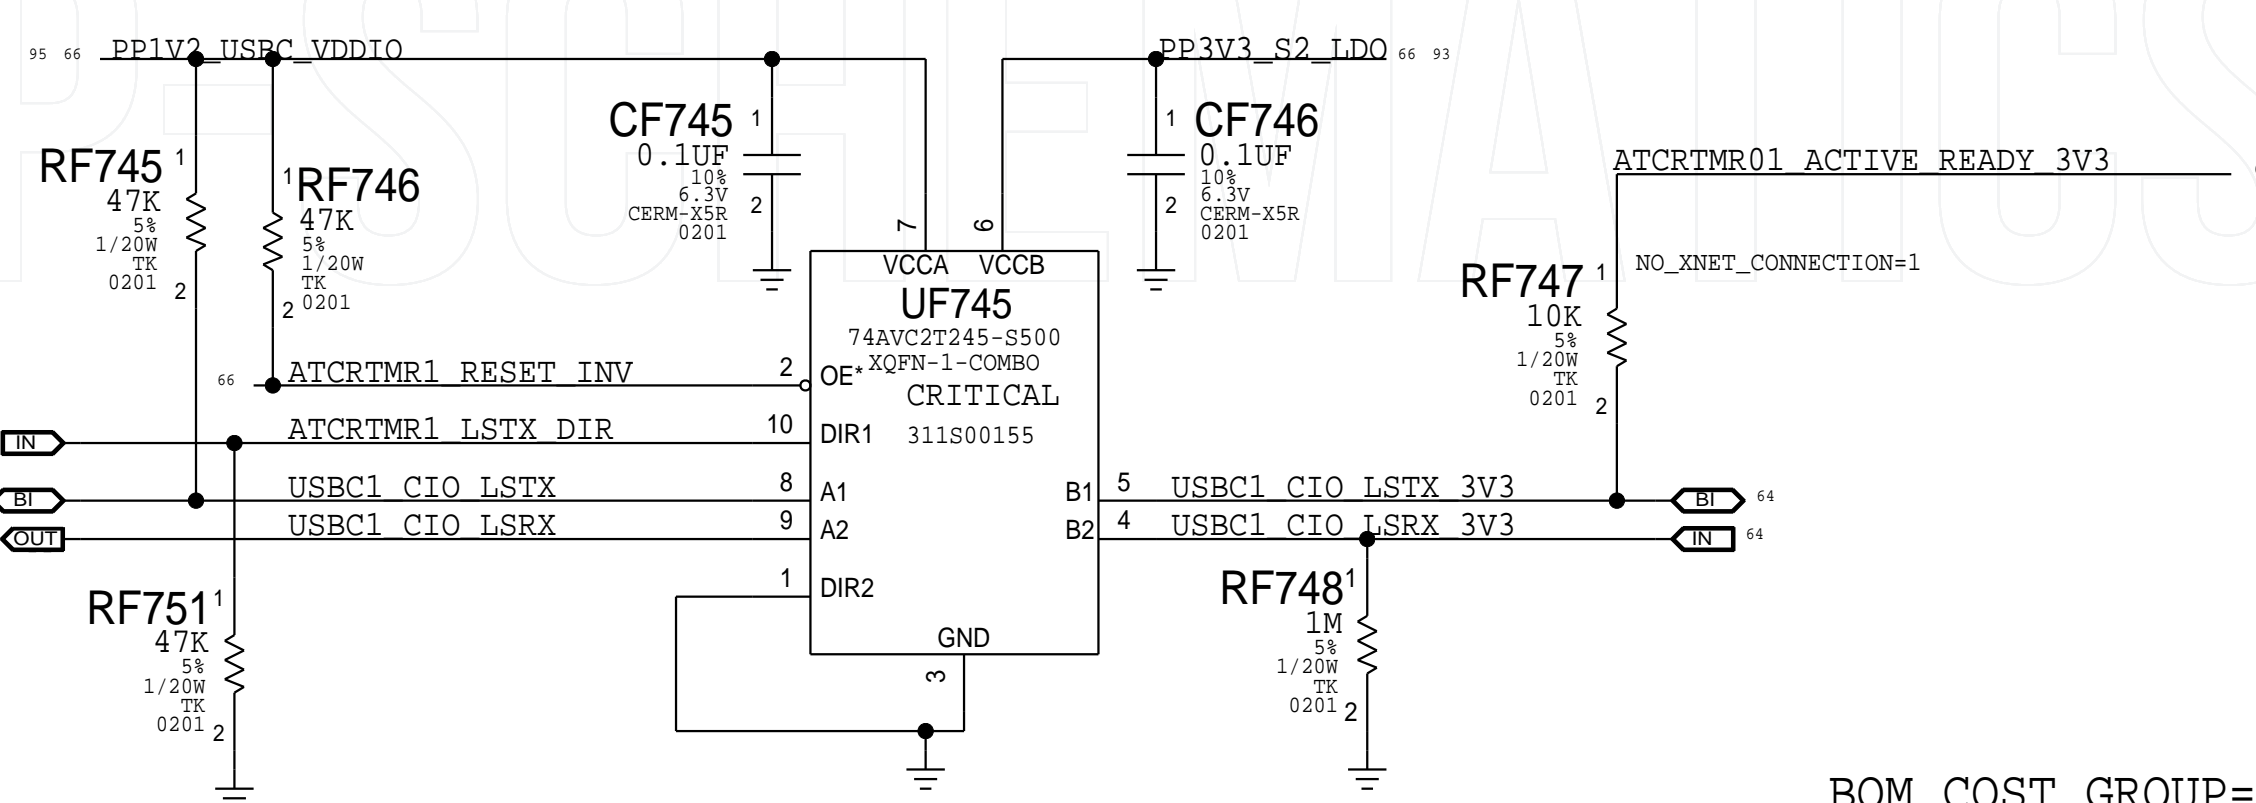 P-SCHEMATICS
95 66 PP1V2_USBC_VDDIO
PP3V3_S2_LDO 66 93
CF745 1
0.1UF
10%
6.3V
CERM-X5R 2
0201
1 CF746
0.1UF
10%
6.3V
2 CERM-X5R
0201
RF745 1
47K
5%
1/20W
TK
0201 2
1 RF746
47K
5%
1/20W
TK
2 0201
ATCRTMR01_ACTIVE_READY_3V3
NO_XNET_CONNECTION=1
RF747 1
10K
5%
1/20W
TK
0201 2
7 6
VCCA VCCB
UF745
74AVC2T245-S500
XQFN-1-COMBO
CRITICAL
311S00155
66 ATCRTMR1_RESET_INV 2 OE*
IN ATCRTMR1_LSTX_DIR 10 DIR1
BI USBC1_CIO_LSTX 8 A1
B1 5 USBC1_CIO_LSTX_3V3 BI 64
OUT USBC1_CIO_LSRX 9 A2
B2 4 USBC1_CIO_LSRX_3V3 IN 64
1 DIR2
GND
3
RF751 1
47K
5%
1/20W
TK
0201 2
RF748 1
1M
5%
1/20W
TK
0201 2
BOM_COST_GROUP=